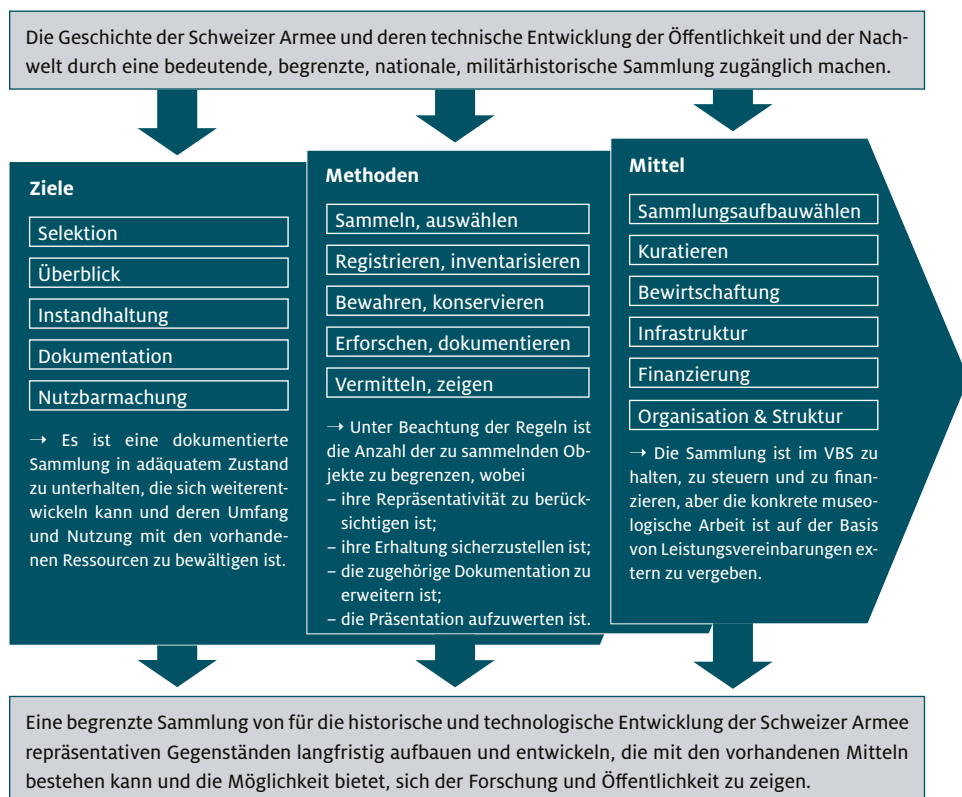 Die Geschichte der Schweizer Armee und deren technische Entwicklung der Öffentlichkeit und der Nach-
welt durch eine bedeutende, begrenzte, nationale, militärhistorische Sammlung zugänglich machen.
Ziele
Selektion
Überblick
Instandhaltung
Dokumentation
Nutzbarmachung
→ Es ist eine dokumentierte
Sammlung in adäquatem Zustand
zu unterhalten, die sich weiterent-
wickeln kann und deren Umfang
und Nutzung mit den vorhande-
nen Ressourcen zu bewältigen ist.
Methoden
Sammeln, auswählen
Registrieren, inventarisieren
Bewahren, konservieren
Erforschen, dokumentieren
Vermitteln, zeigen
→ Unter Beachtung der Regeln ist
die Anzahl der zu sammelnden Ob-
jekte zu begrenzen, wobei
– ihre Repräsentativität zu berück-
sichtigen ist;
– ihre Erhaltung sicherzustellen ist;
– die zugehörige Dokumentation zu
erweitern ist;
– die Präsentation aufzuwerten ist.
Mittel
Sammlungsaufbauwählen
Kuratieren
Bewirtschaftung
Infrastruktur
Finanzierung
Organisation & Struktur
→ Die Sammlung ist im VBS zu
halten, zu steuern und zu finan-
zieren, aber die konkrete museo-
logische Arbeit ist auf der Basis
von Leistungsvereinbarungen ex-
tern zu vergeben.
Eine begrenzte Sammlung von für die historische und technologische Entwicklung der Schweizer Armee
repräsentativen Gegenständen langfristig aufbauen und entwickeln, die mit den vorhandenen Mitteln
bestehen kann und die Möglichkeit bietet, sich der Forschung und Öffentlichkeit zu zeigen.